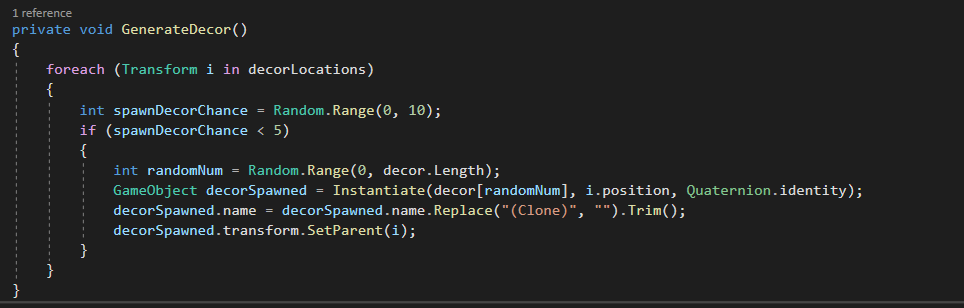 1 reference
private void GenerateDecor()
{
foreach (Transform i in decorLocations)
{
int spawnDecorChance = Random.Range(0, 10);
if (spawnDecorChance < 5)
{
int randomNum = Random.Range(0, decor.Length);
GameObject decorSpawned = Instantiate(decor[randomNum], i.position, Quaternion.identity);
decorSpawned.name = decorSpawned.name.Replace("(Clone)", "").Trim();
decorSpawned.transform.SetParent(i);
}
}
}